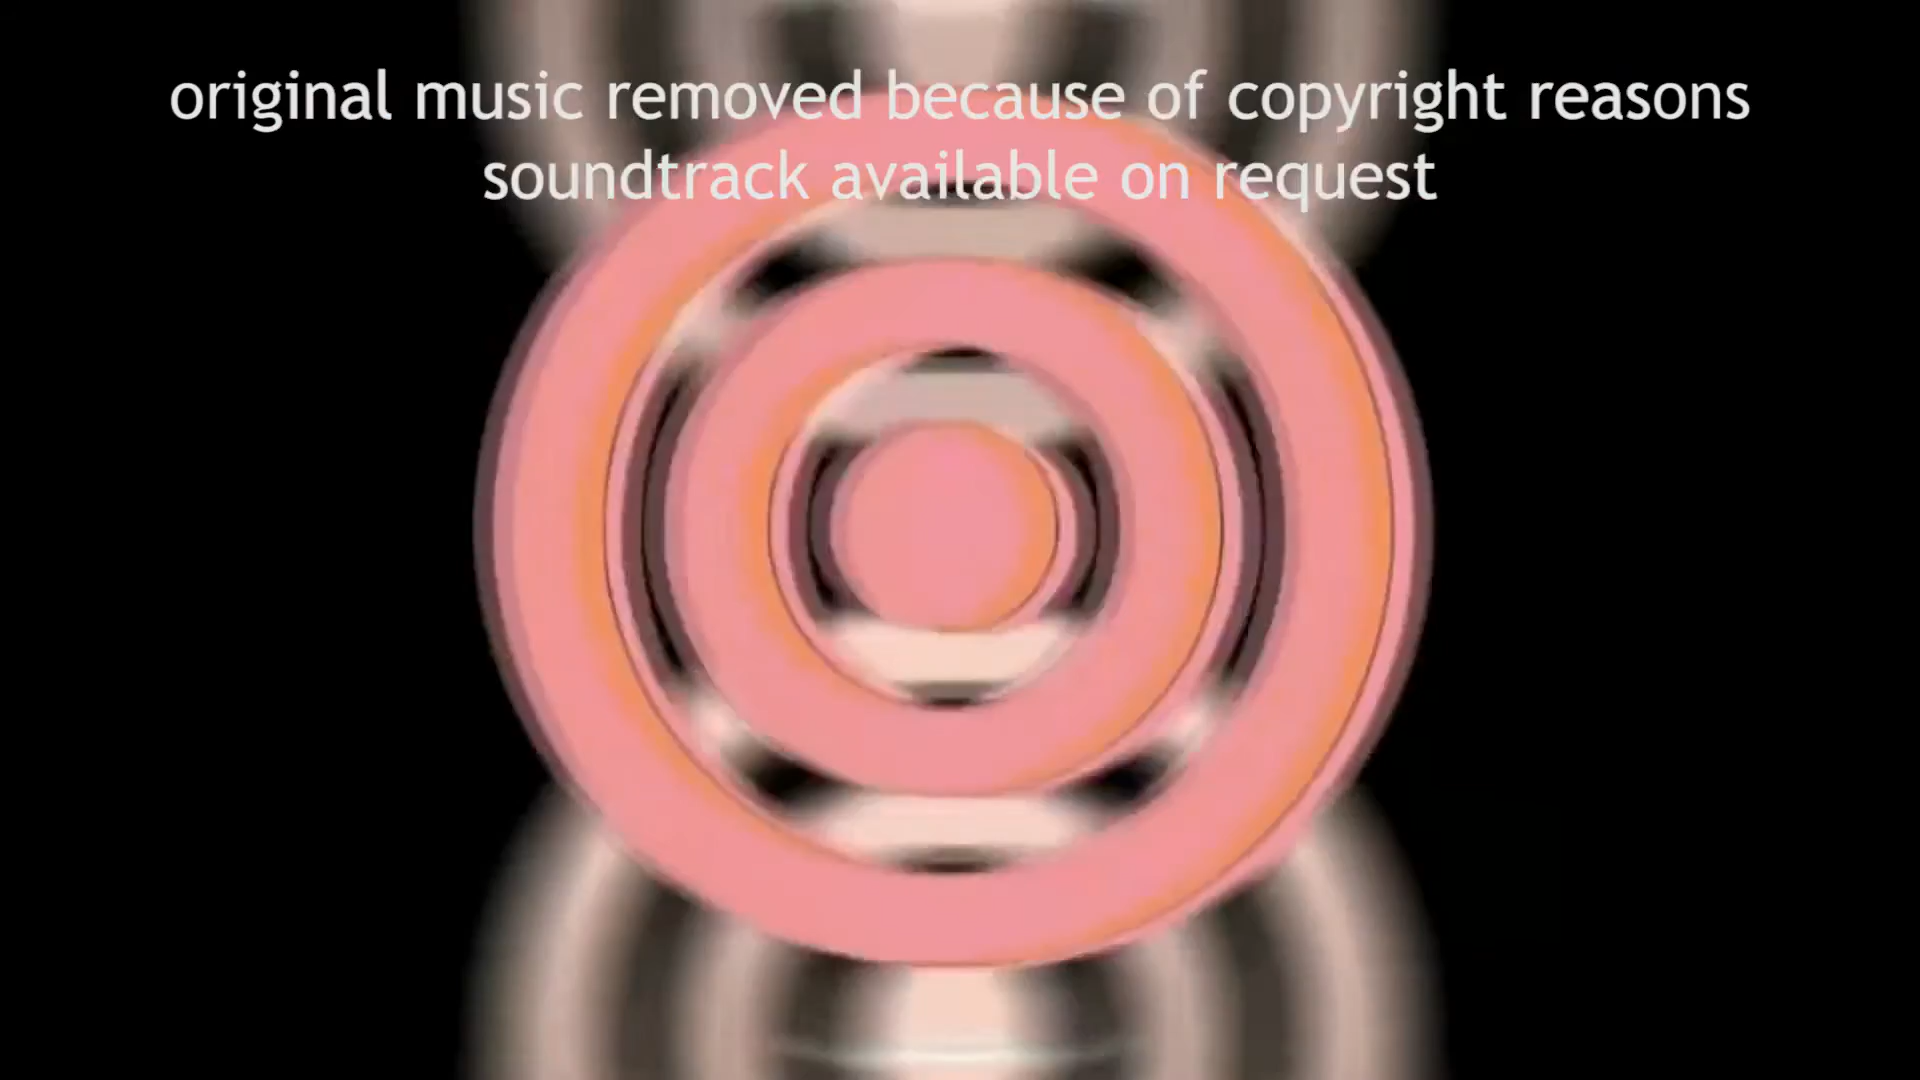 original music removed because of copyright reasons
soundtrack available on request